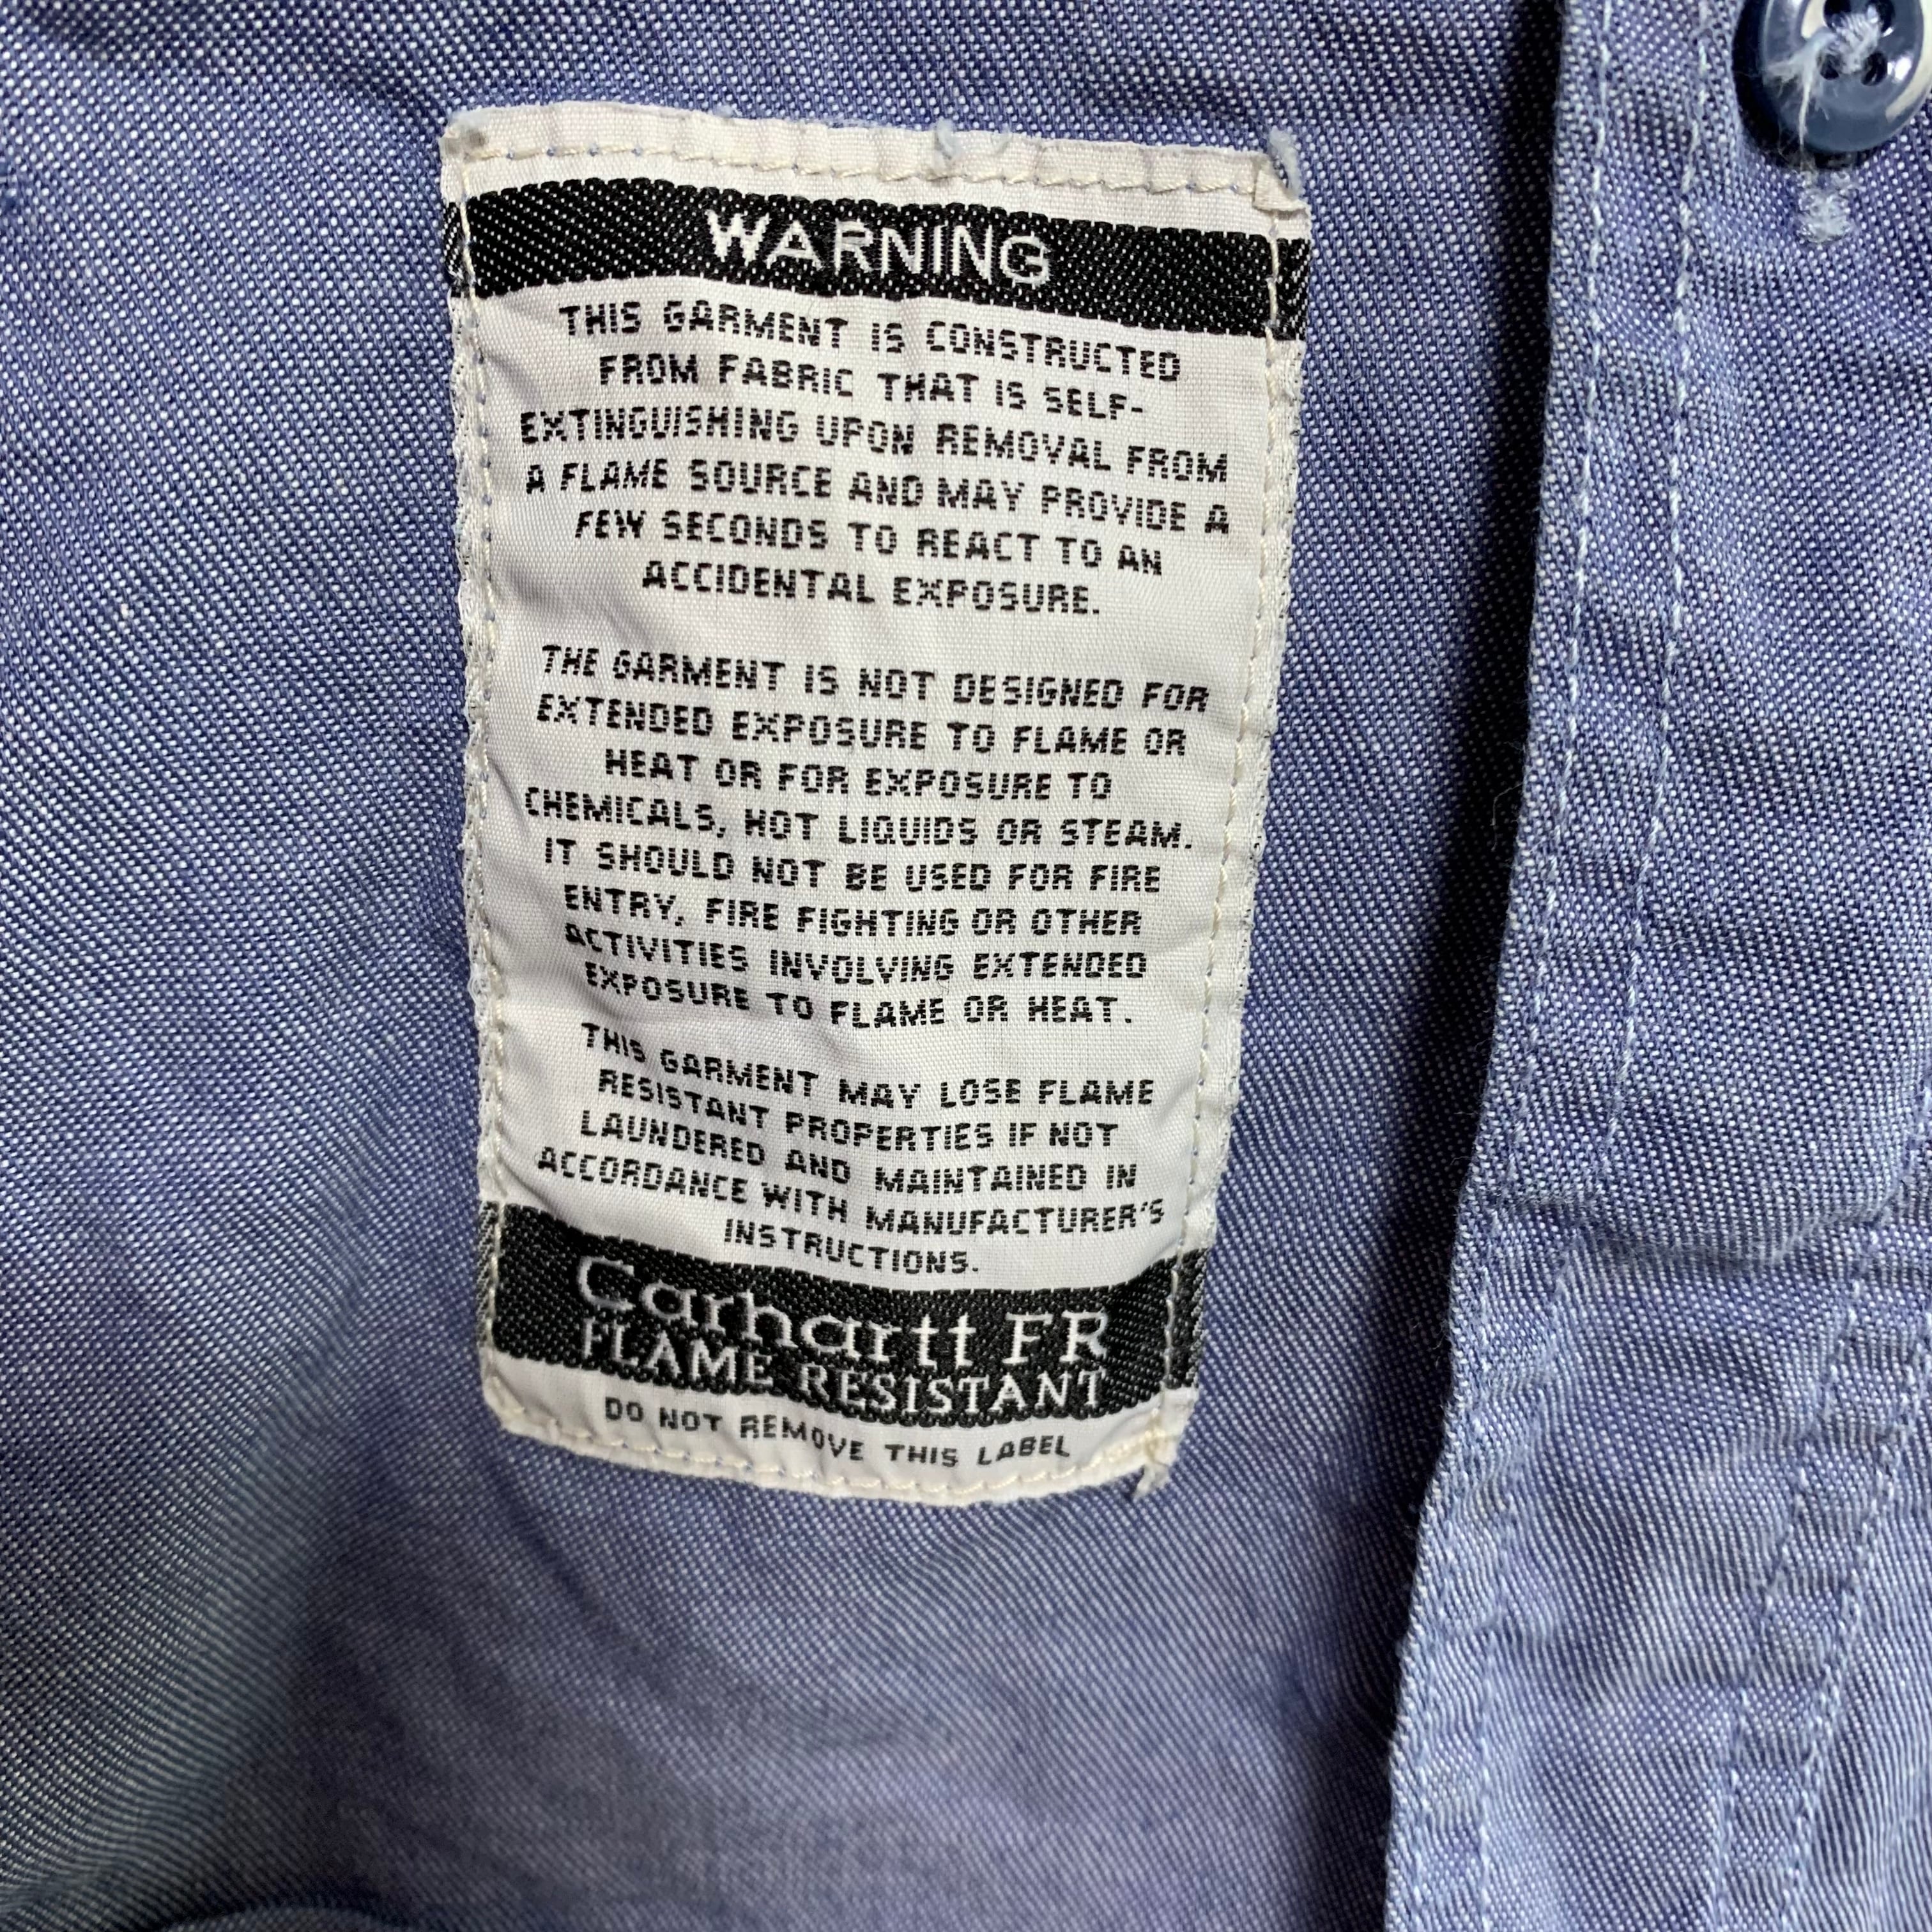 WARNING
THIS GARMENT IS CONSTRUCTED
FROM FABRIC THAT IS SELF-
EXTINGUISHING UPON REMOVAL FROM
A FLAME SOURCE AND MAY PROVIDE A
FEW SECONDS TO REACT TO AN
ACCIDENTAL EXPOSURE.
THE GARMENT IS NOT DESIGNED FOR
EXTENDED EXPOSURE TO FLAME OR
HEAT OR FOR EXPOSURE TO
CHEMICALS, HOT LIQUIDS OR STEAM.
IT SHOULD NOT BE USED FOR FIRE
ENTRY, FIRE FIGHTING OR OTHER
ACTIVITIES INVOLVING EXTENDED
EXPOSURE TO FLAME OR HEAT.
THIS GARMENT MAY LOSE FLAME
RESISTANT PROPERTIES IF NOT
LAUNDERED AND MAINTAINED IN
ACCORDANCE WITH MANUFACTURER'S
INSTRUCTIONS.
Carhartt FR
FLAME RESISTANT
DO NOT REMOVE THIS LABEL